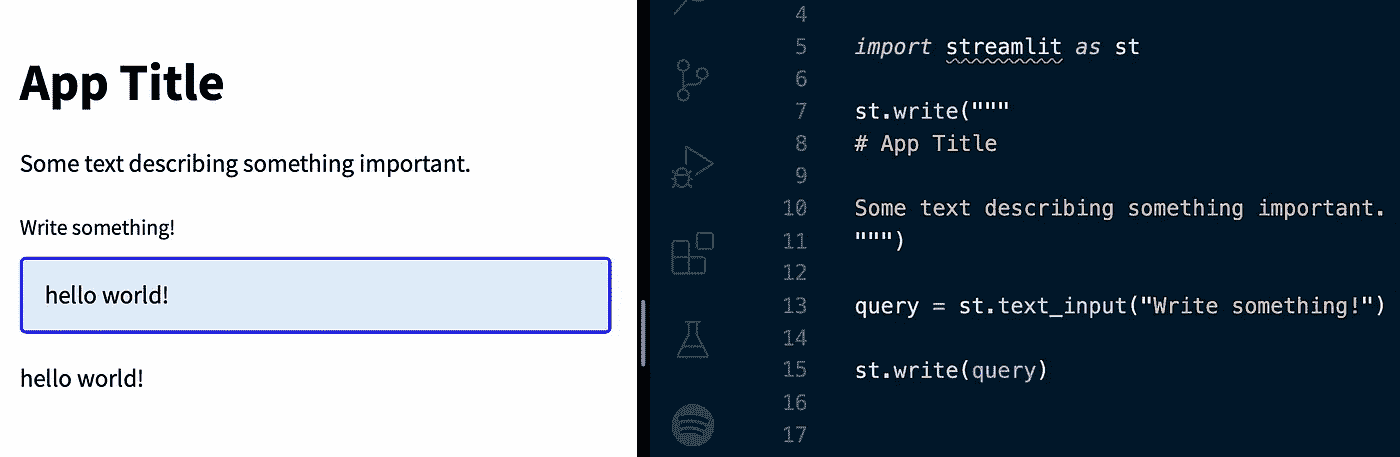 App Title
Some text describing something important.
Write something!
hello world!
hello world!
4
5 import streamlit as st
6
7 st.write("""
8 # App Title
9
10 Some text describing something important.
11 """)
12
13 query = st.text_input("Write something!")
14
15 st.write(query)
16
17